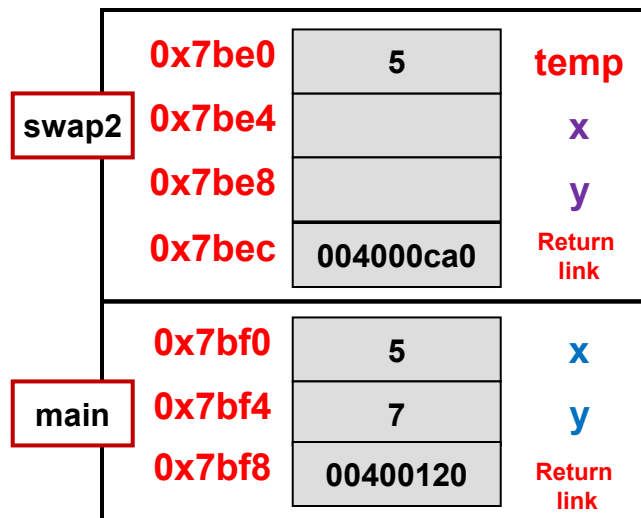 0x7be0 5 temp
swap2 0x7be4 x
0x7be8 y
0x7bec 004000ca0 Return
link
0x7bf0 5 x
main 0x7bf4 7 y
0x7bf8 00400120 Return
link